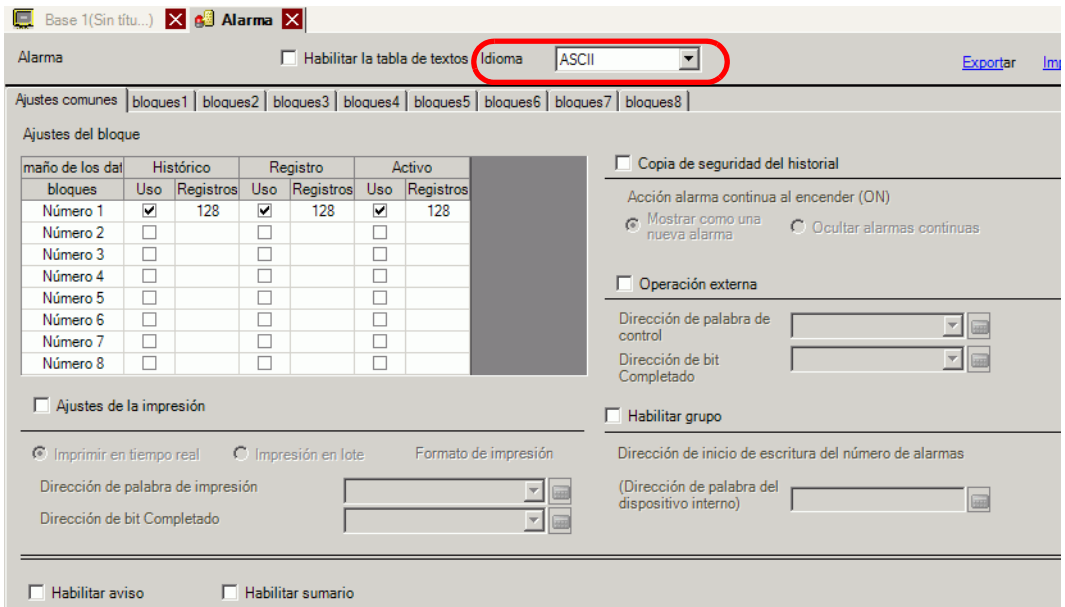 Base 1(Sin títu...) Alarma
Alarma Habilitar la tabla de textos Idioma ASCII Exportar Im
Ajustes comunes bloques1 bloques2 bloques3 bloques4 bloques5 bloques6 bloques7 bloques8
Ajustes del bloque
maño de los dat Histórico Registro Activo
bloques Uso Registros Uso Registros Uso Registros
Número 1 128 128 128
Número 2
Número 3
Número 4
Número 5
Número 6
Número 7
Número 8
Copia de seguridad del historial
Acción alarma continua al encender (ON)
Mostrar como una
nueva alarma
Ocultar alarmas continuas
Operación externa
Dirección de palabra de
control
Dirección de bit
Completado
Ajustes de la impresión
Imprimir en tiempo real Impresión en lote Formato de impresión
Dirección de palabra de impresión
Dirección de bit Completado
Habilitar grupo
Dirección de inicio de escritura del número de alarmas
(Dirección de palabra del
dispositivo interno)
Habilitar aviso Habilitar sumario